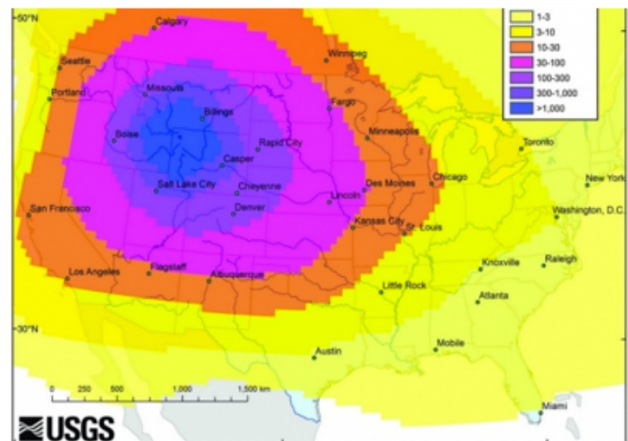 50°N
Calgary
1-3
3-10
10-30
30-100
100-300
300-1,000
>1,000
Winnipeg
Seattle
Portland
Missoula
Billings
Fargo
Boise
Rapid City
Minneapolis
Toronto
Casper
Salt Lake City
Cheyenne
Des Moines
Chicago
New York
Lincoln
Denver
San Francisco
Kansas City
St. Louis
Washington, D.C.
Los Angeles
Flagstaff
Albuquerque
Knoxville
Raleigh
Little Rock
Atlanta
30°N
Austin
Mobile
0 250 500 1,000 1,500 km
Miami
USGS